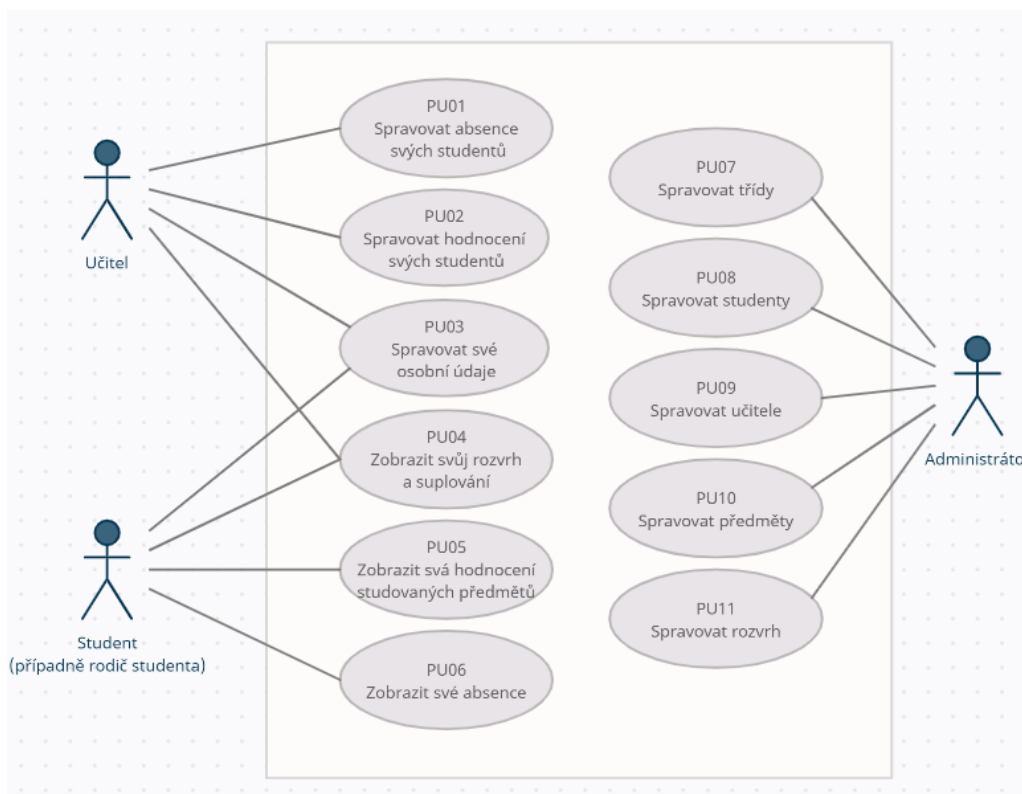 PU01
Spravovat absence
svých studentů
PU02
Spravovat hodnocení
svých studentů
PU03
Spravovat své
osobní údaje
PU04
Zobrazit svůj rozvrh
a suplování
PU05
Zobrazit svá hodnocení
studovaných předmětů
PU06
Zobrazit své absence
PU07
Spravovat třídy
PU08
Spravovat studenty
PU09
Spravovat učitele
PU10
Spravovat předměty
PU11
Spravovat rozvrh
Učitel
Student
(případně rodič studenta)
Administráto